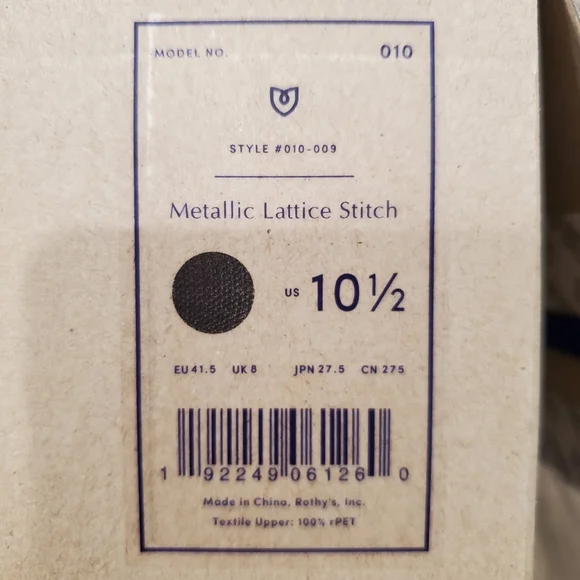 MODEL NO. 010
STYLE #010-009
Metallic Lattice Stitch
US 10½
EU 41.5 UK 8 JPN 27.5 CN 275
1 92249 06126 0
Made in China, Rothy's, Inc.
Textile Upper: 100% rPET